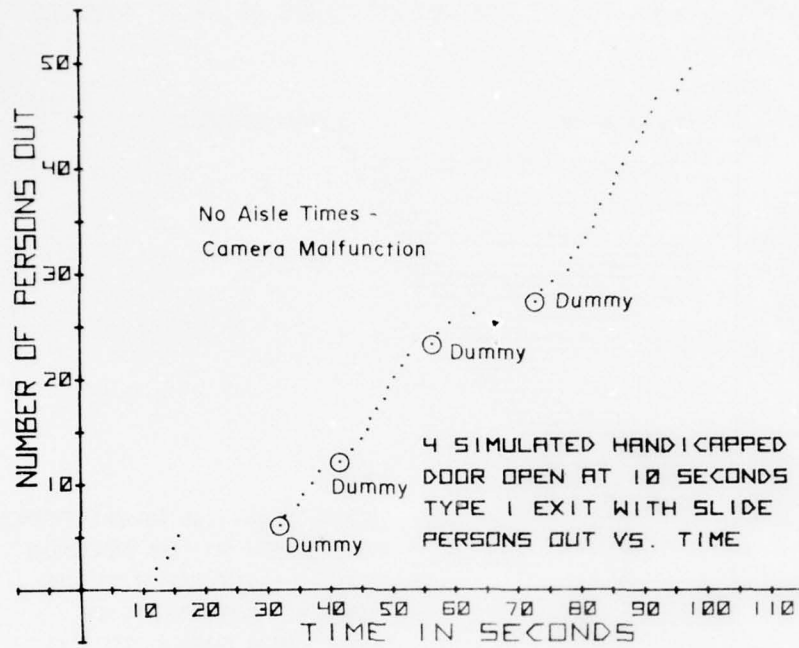 NUMBER OF PERSONS OUT
50
40
30
20
10
No Aisle Times -
Camera Malfunction
Dummy
Dummy
Dummy
Dummy
4 SIMULATED HANDICAPPED
DOOR OPEN AT 10 SECONDS
TYPE I EXIT WITH SLIDE
PERSONS OUT VS. TIME
10 20 30 40 50 60 70 80 90 100 110
TIME IN SECONDS